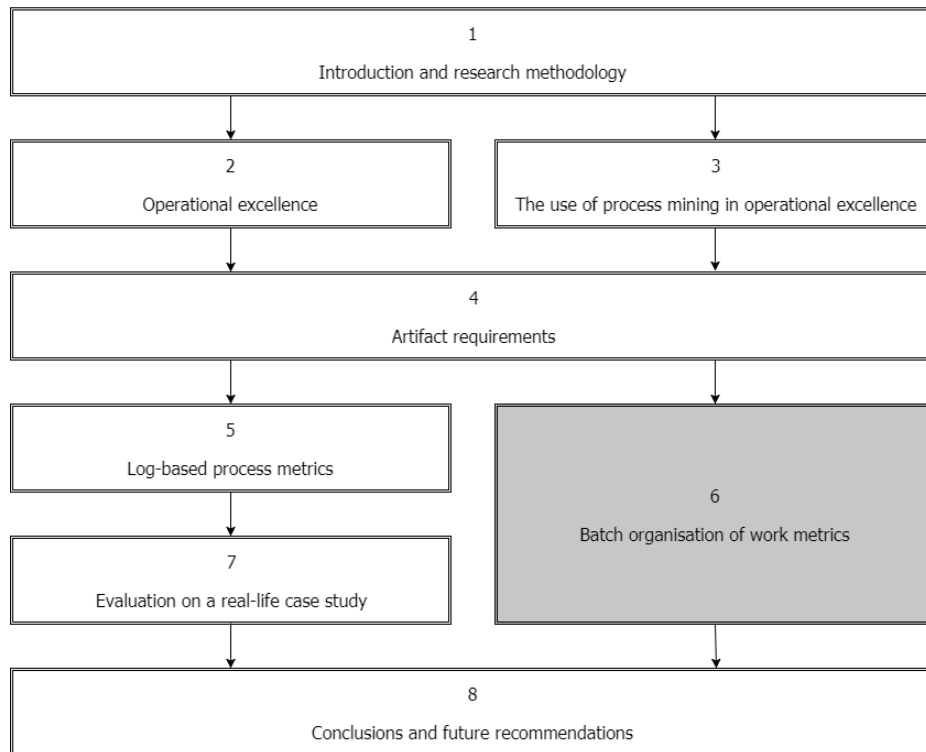 1
Introduction and research methodology
2
Operational excellence
3
The use of process mining in operational excellence
4
Artifact requirements
5
Log-based process metrics
6
Batch organisation of work metrics
7
Evaluation on a real-life case study
8
Conclusions and future recommendations